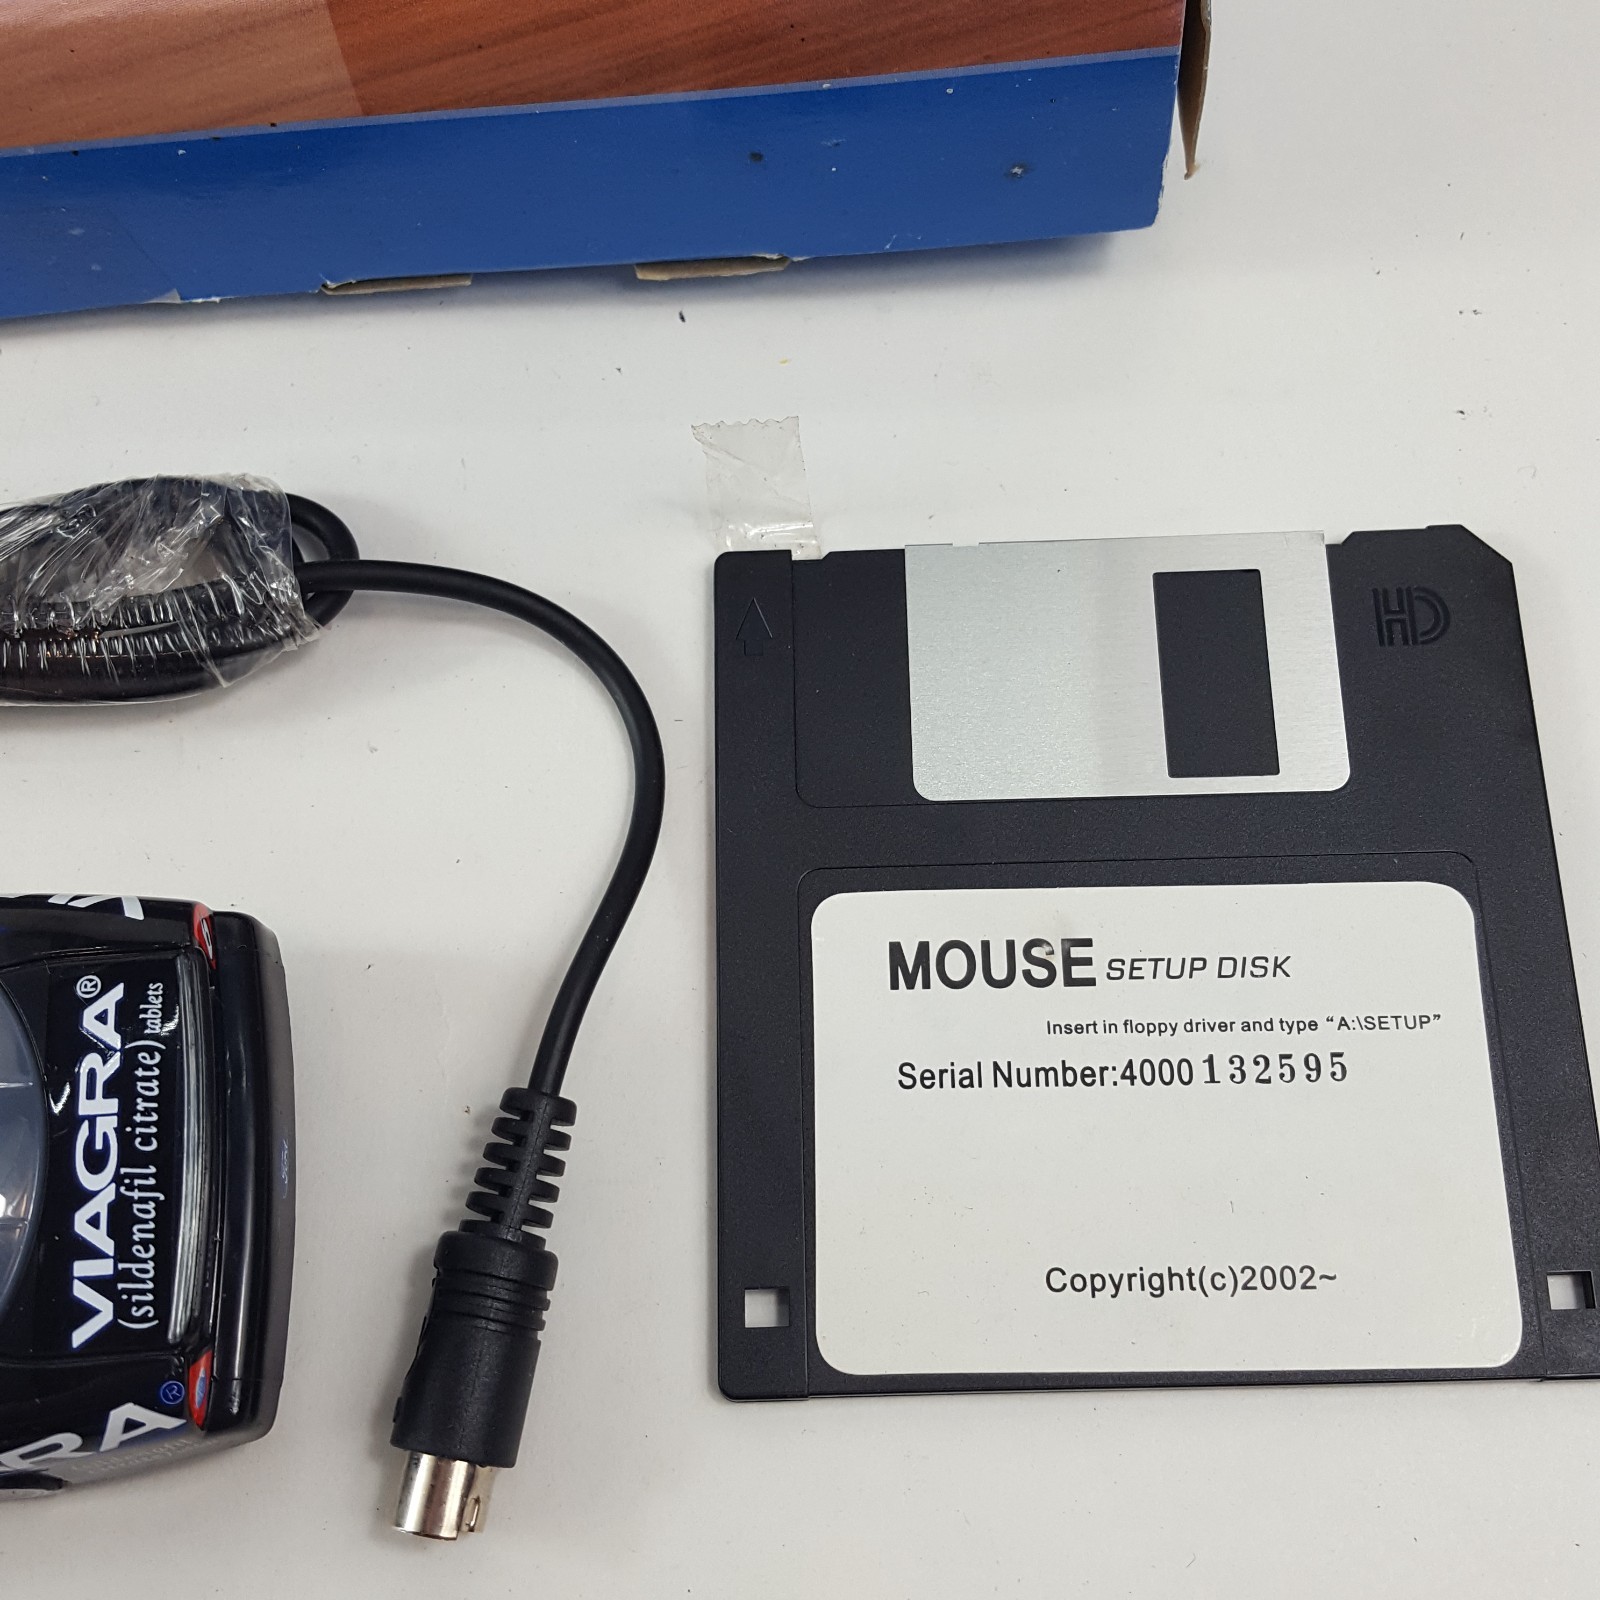 HD
MOUSE SETUP DISK
Insert in floppy driver and type "A:\SETUP"
Serial Number:4000132595
Copyright(c)2002~
VIAGRA®
(sildenafil citrate) tablets
RA®